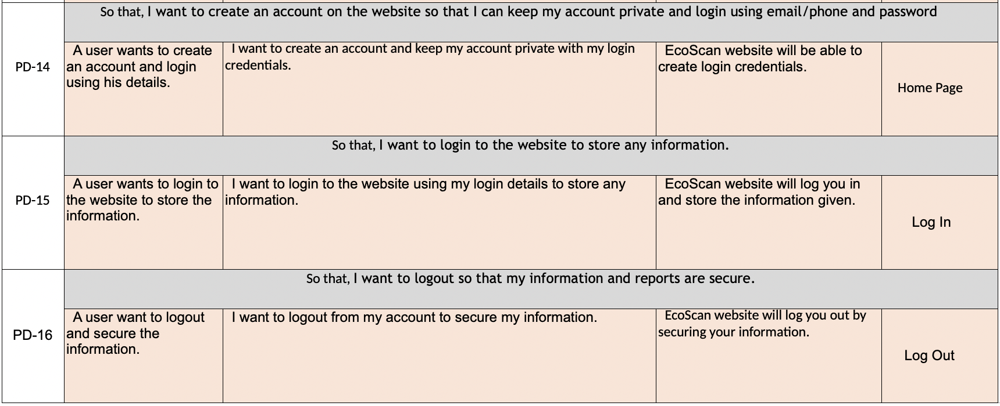 So that, I want to create an account on the website so that I can keep my account private and login using email/phone and password
PD-14
A user wants to create
an account and login
using his details.
I want to create an account and keep my account private with my login
credentials.
EcoScan website will be able to
create login credentials.
Home Page
So that, I want to login to the website to store any information.
PD-15
A user wants to login to
the website to store the
information.
I want to login to the website using my login details to store any
information.
EcoScan website will log you in
and store the information given.
Log In
So that, I want to logout so that my information and reports are secure.
PD-16
A user want to logout
and secure the
information.
I want to logout from my account to secure my information.
EcoScan website will log you out by
securing your information.
Log Out